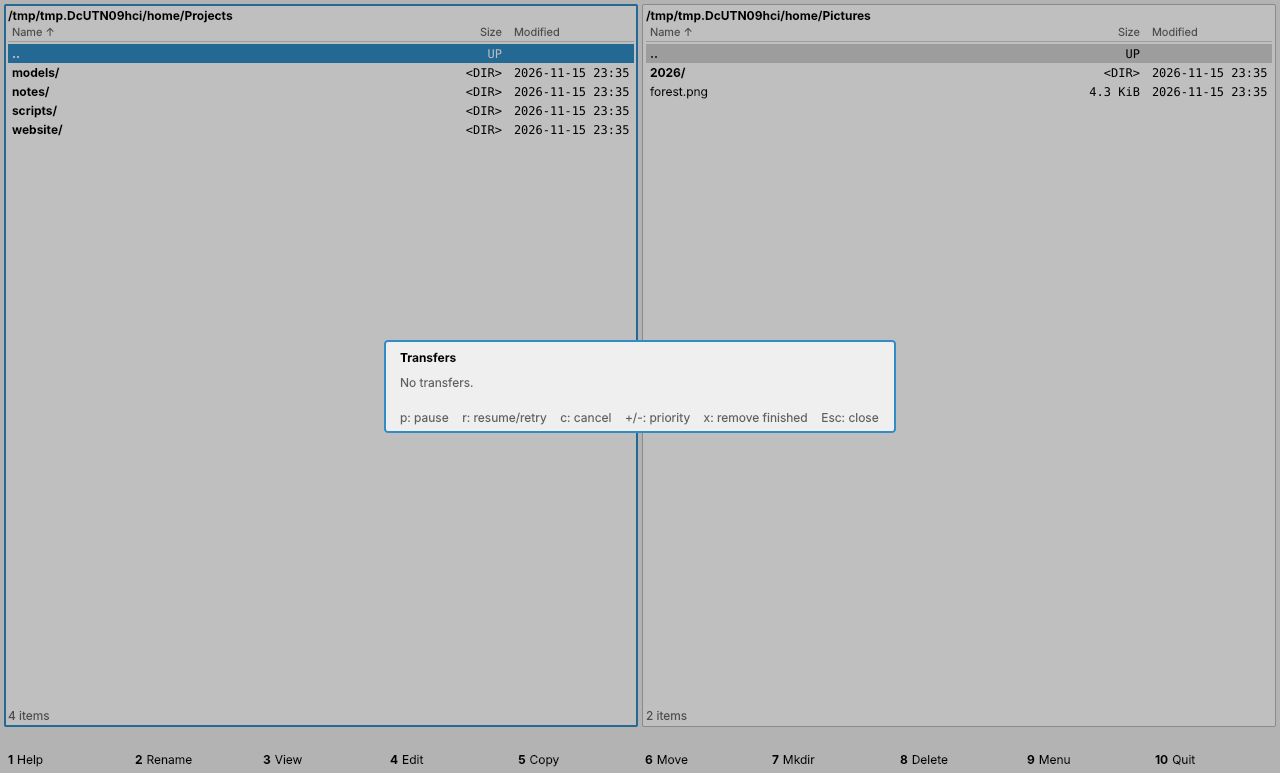 /tmp/tmp.DcUTN09hci/home/Projects
Name ↑ Size Modified
.. UP
models/ <DIR> 2026-11-15 23:35
notes/ <DIR> 2026-11-15 23:35
scripts/ <DIR> 2026-11-15 23:35
website/ <DIR> 2026-11-15 23:35
4 items
/tmp/tmp.DcUTN09hci/home/Pictures
Name ↑ Size Modified
.. UP
2026/ <DIR> 2026-11-15 23:35
forest.png 4.3 KiB 2026-11-15 23:35
2 items
Transfers
No transfers.
p: pause r: resume/retry c: cancel +/-: priority x: remove finished Esc: close
1 Help 2 Rename 3 View 4 Edit 5 Copy 6 Move 7 Mkdir 8 Delete 9 Menu 10 Quit